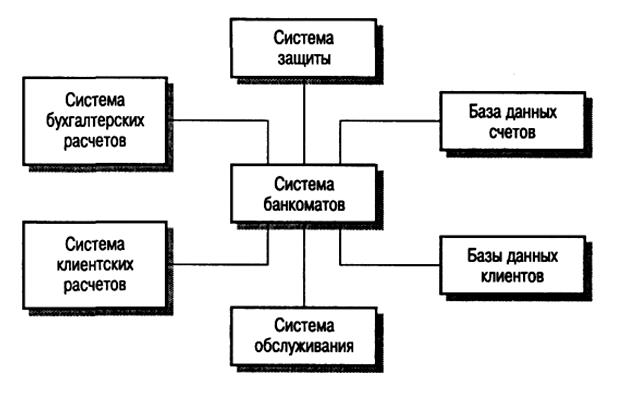 Система
защиты
Система
бухгалтерских
расчетов
База данных
счетов
Система
банкоматов
Система
клиентских
расчетов
Базы данных
клиентов
Система
обслуживания